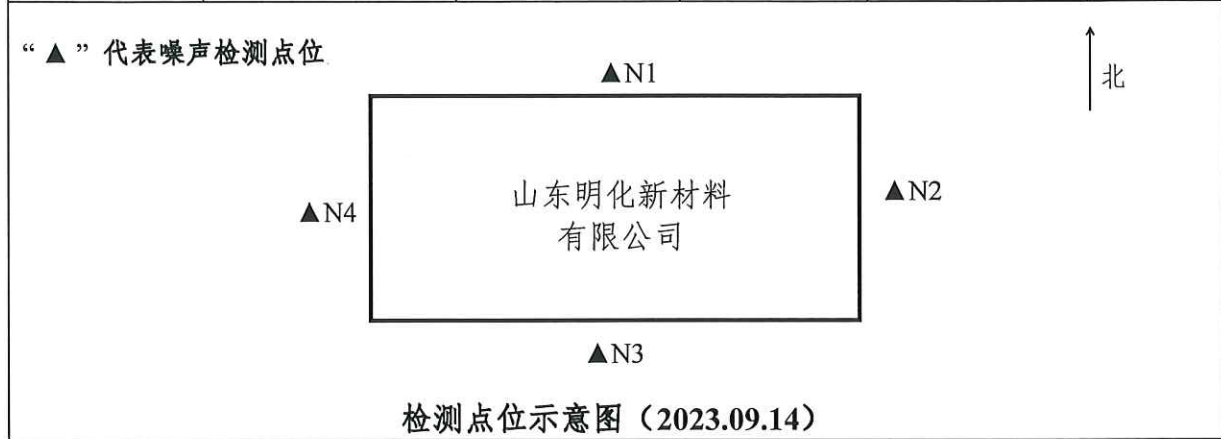 “▲”代表噪声检测点位
▲N1
北
山东明化新材料
有限公司
▲N2
▲N4
▲N3
检测点位示意图（2023.09.14）